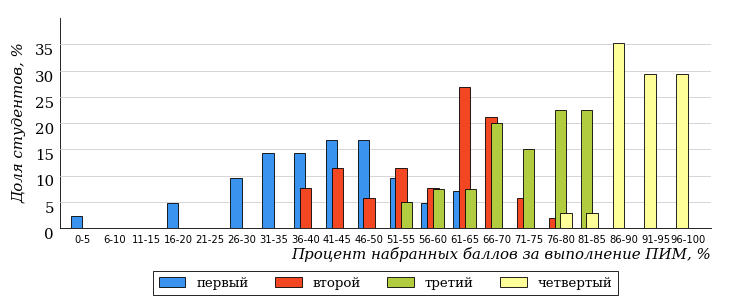 Доля студентов, %
35
30
25
20
15
10
5
0
0-5 6-10 11-15 16-20 21-25 26-30 31-35 36-40 41-45 46-50 51-55 56-60 61-65 66-70 71-75 76-80 81-85 86-90 91-95 96-100
Процент набранных баллов за выполнение ПИМ, %
первый второй третий четвертый